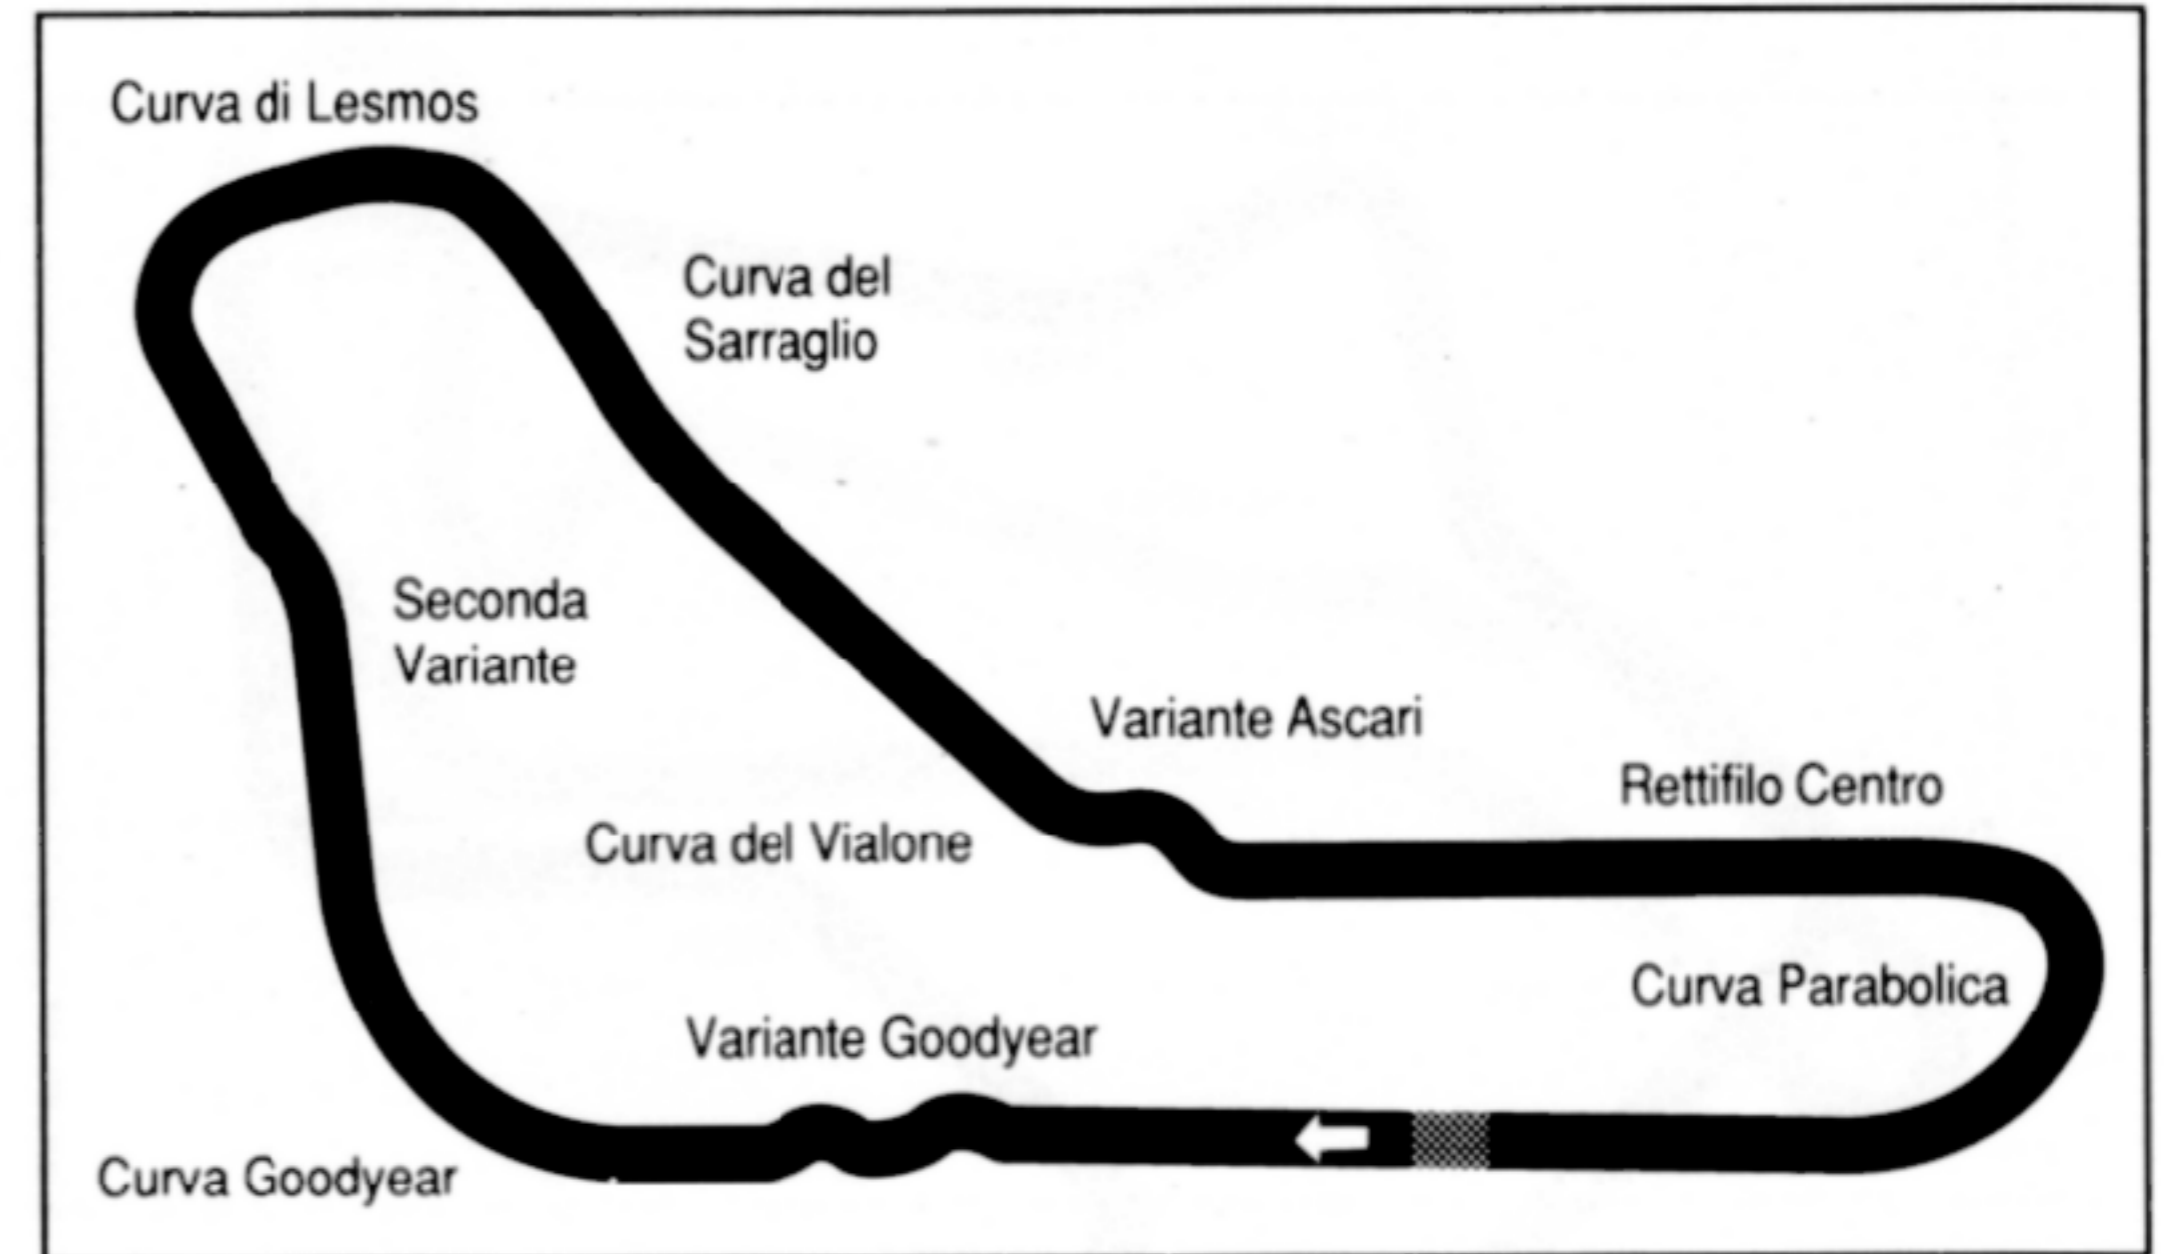 Curva di Lesmos
Curva del
Sarraglio
Seconda
Variante
Variante Ascari
Rettifilo Centro
Curva del Vialone
Curva Parabolica
Variante Goodyear
Curva Goodyear